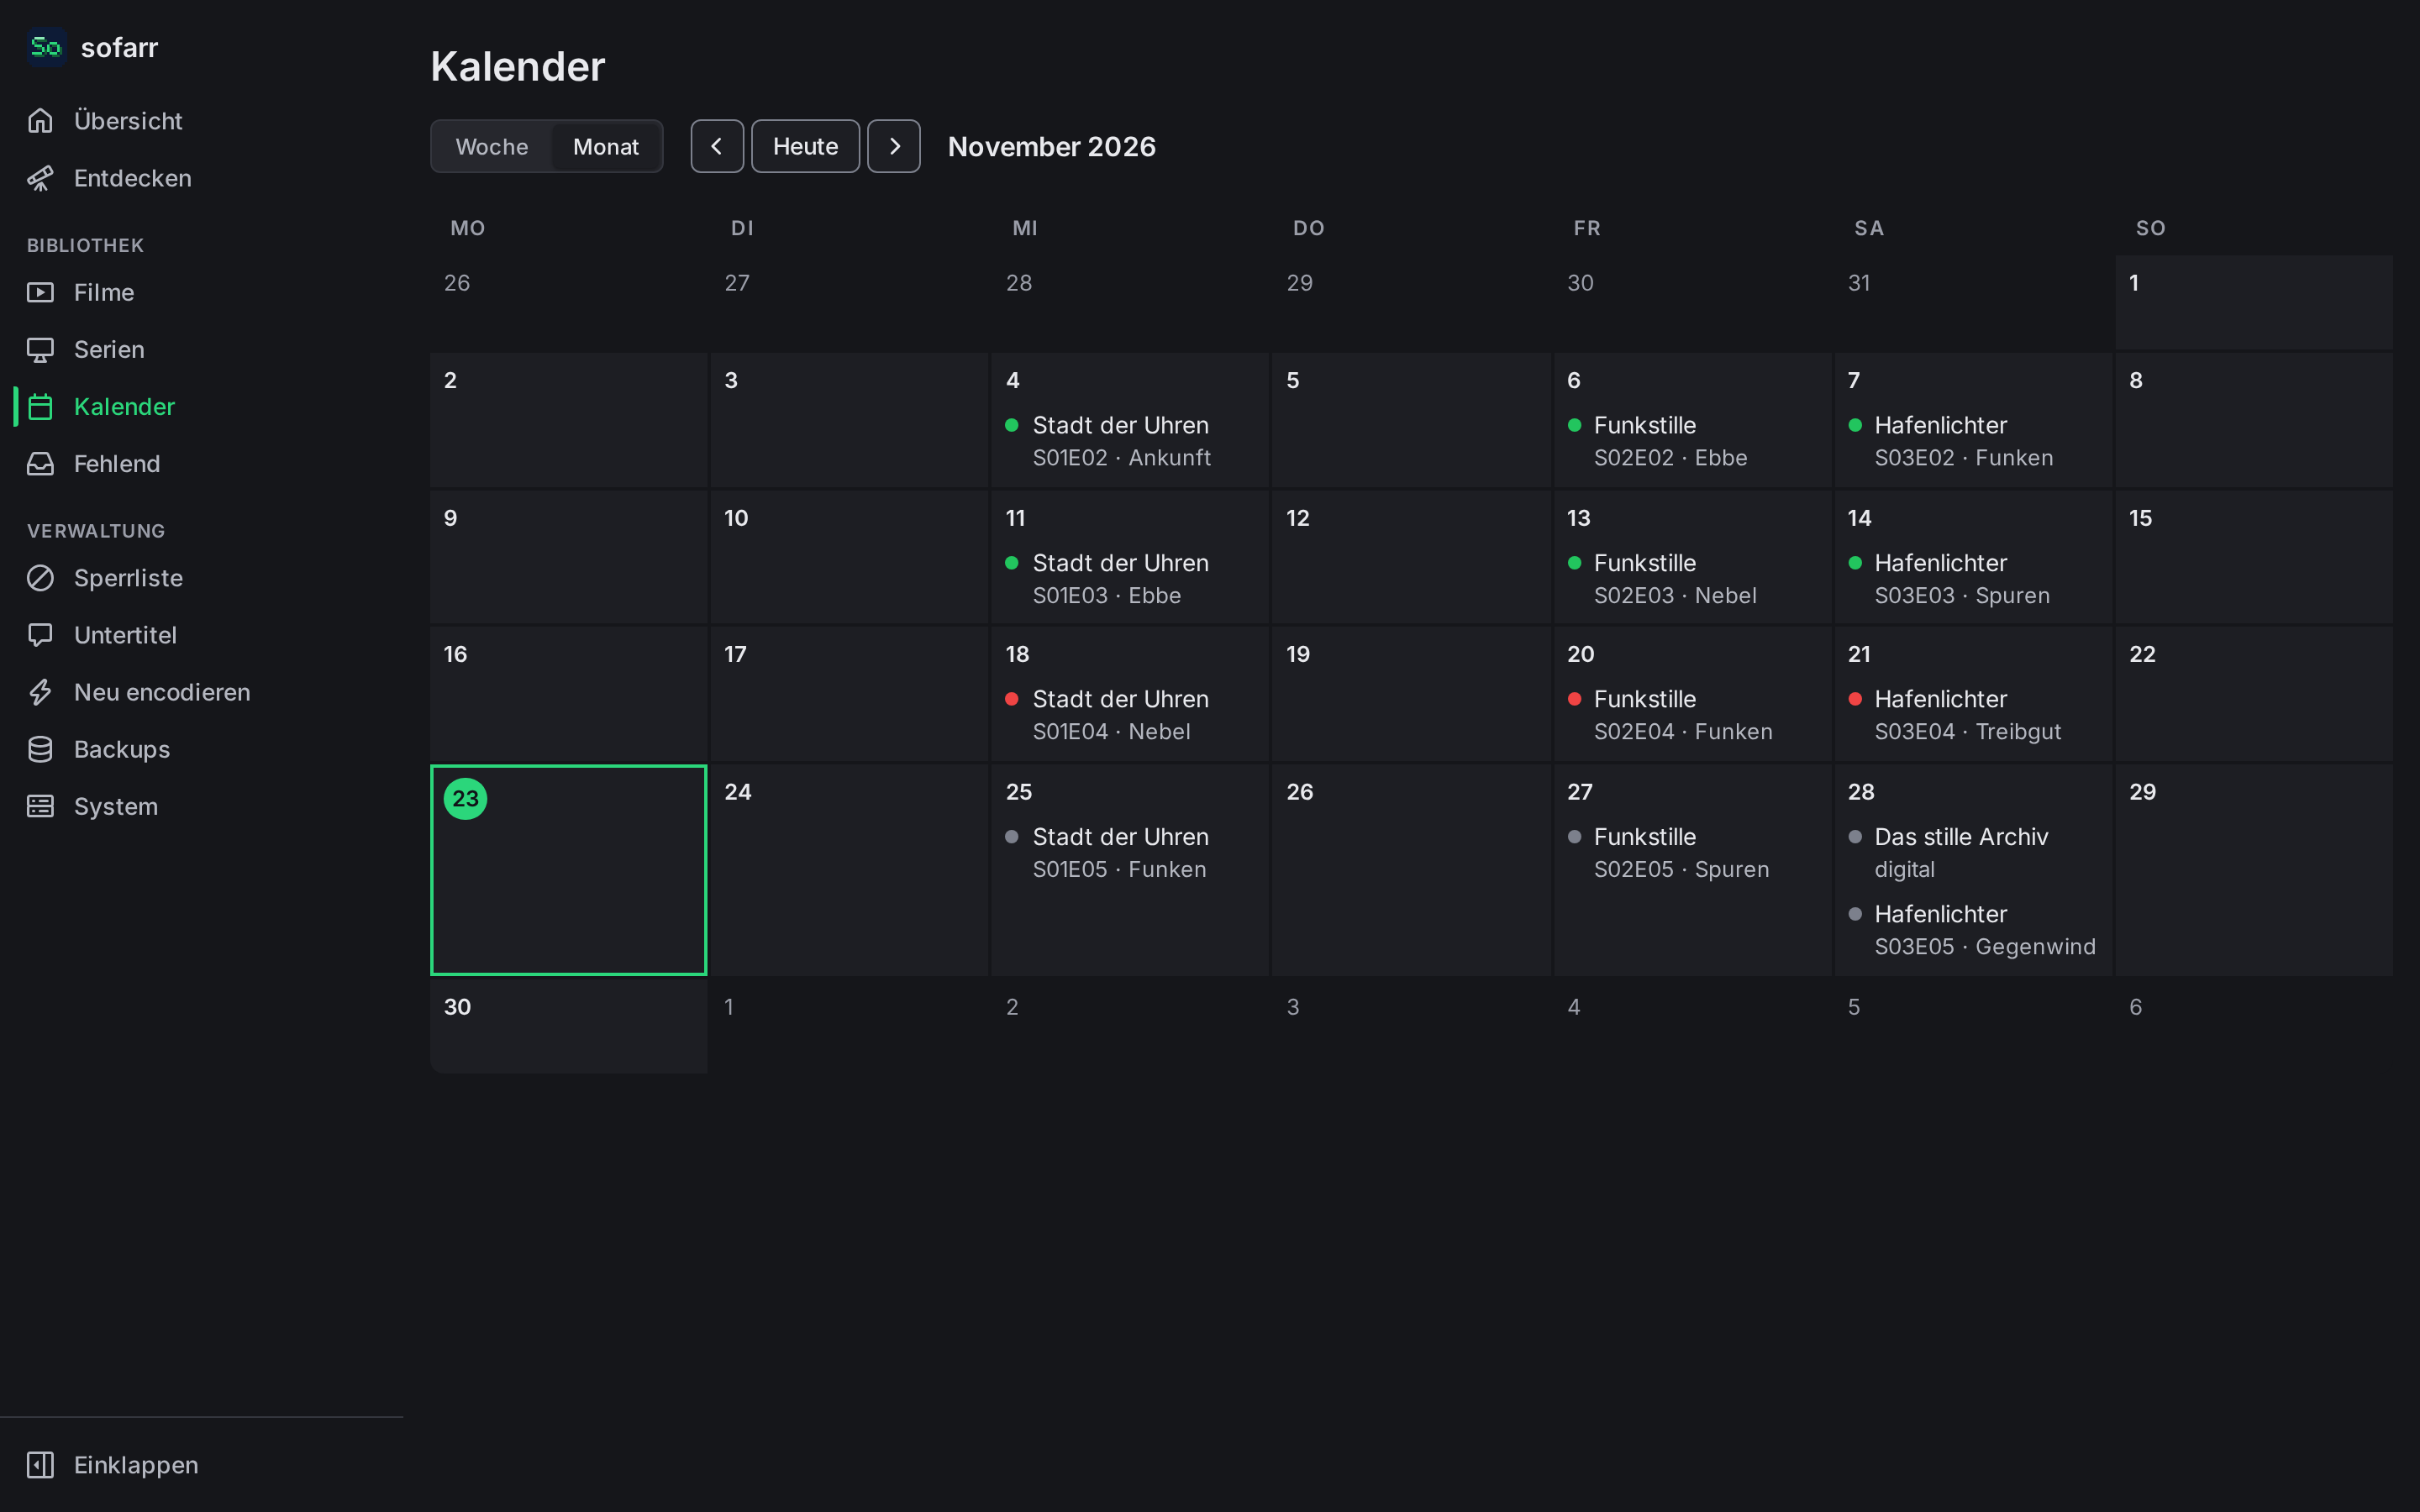 So sofarr
Übersicht
Entdecken
BIBLIOTHEK
Filme
Serien
Kalender
Fehlend
VERWALTUNG
Sperrliste
Untertitel
Neu encodieren
Backups
System
Einklappen
Kalender
Woche Monat Heute November 2026
MO DI MI DO FR SA SO
26 27 28 29 30 31 1
2 3 4 5 6 7 8
Stadt der Uhren Funkstille Hafenlichter
S01E02 · Ankunft S02E02 · Ebbe S03E02 · Funken
9 10 11 12 13 14 15
Stadt der Uhren Funkstille Hafenlichter
S01E03 · Ebbe S02E03 · Nebel S03E03 · Spuren
16 17 18 19 20 21 22
Stadt der Uhren Funkstille Hafenlichter
S01E04 · Nebel S02E04 · Funken S03E04 · Treibgut
23 24 25 26 27 28 29
Stadt der Uhren Funkstille Das stille Archiv
S01E05 · Funken S02E05 · Spuren digital
Hafenlichter
S03E05 · Gegenwind
30 1 2 3 4 5 6